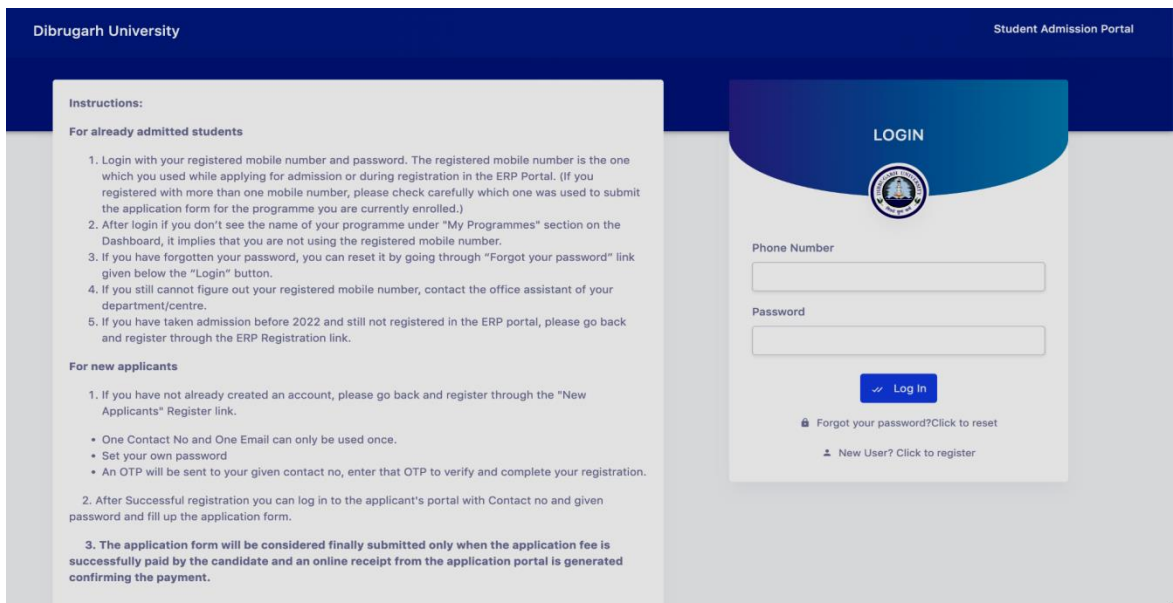 Dibrugarh University
Student Admission Portal
Instructions:
For already admitted students
1. Login with your registered mobile number and password. The registered mobile number is the one
which you used while applying for admission or during registration in the ERP Portal. (If you
registered with more than one mobile number, please check carefully which one was used to submit
the application form for the programme you are currently enrolled.)
2. After login if you don't see the name of your programme under "My Programmes" section on the
Dashboard, it implies that you are not using the registered mobile number.
3. If you have forgotten your password, you can reset it by going through “Forgot your password” link
given below the “Login” button.
4. If you still cannot figure out your registered mobile number, contact the office assistant of your
department/centre.
5. If you have taken admission before 2022 and still not registered in the ERP portal, please go back
and register through the ERP Registration link.
For new applicants
1. If you have not already created an account, please go back and register through the "New
Applicants" Register link.
• One Contact No and One Email can only be used once.
• Set your own password
• An OTP will be sent to your given contact no, enter that OTP to verify and complete your registration.
2. After Successful registration you can log in to the applicant's portal with Contact no and given
password and fill up the application form.
3. The application form will be considered finally submitted only when the application fee is
successfully paid by the candidate and an online receipt from the application portal is generated
confirming the payment.
LOGIN
DIBRUGARH UNIVERSITY
Phone Number
Password
Log In
Forgot your password?Click to reset
New User? Click to register